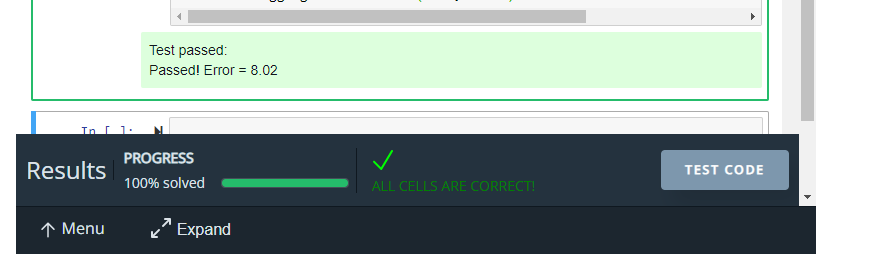 Test passed:
Passed! Error = 8.02
In [ ]:
Results
PROGRESS
100% solved
ALL CELLS ARE CORRECT!
TEST CODE
Menu
Expand